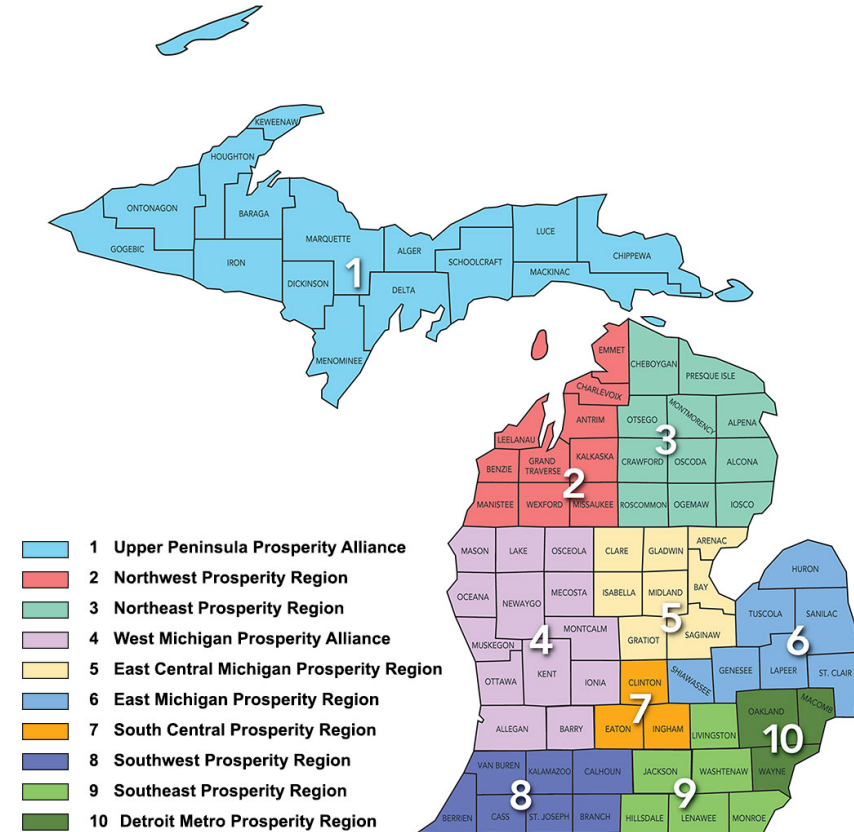 KEWEENAW
HOUGHTON
ONTONAGON
BARAGA
GOGEBIC
IRON
MARQUETTE
DICKINSON
MENOMINEE
1
ALGER
DELTA
SCHOOLCRAFT
LUCE
MACKINAC
CHIPPEWA
EMMET
CHARLEVOIX
ANTRIM
LEELANAU
BENZIE
GRAND
TRAVERSE
KALKASKA
MANISTEE
WEXFORD
MISSAUKEE
2
CHEBOYGAN
PRESQUE ISLE
OTSEGO
MONTMORENCY
ALPENA
3
CRAWFORD
OSCODA
ALCONA
ROSCOMMON
OGEMAW
IOSCO
MASON
LAKE
OSCEOLA
OCEANA
NEWAYGO
MECOSTA
MUSKEGON
MONTCALM
4
OTTAWA
KENT
IONIA
ALLEGAN
BARRY
CLARE
GLADWIN
ARENAC
ISABELLA
MIDLAND
BAY
5
GRATIOT
SAGINAW
HURON
TUSCOLA
SANILAC
6
SHIAWASSEE
GENESEE
LAPEER
ST. CLAIR
CLINTON
7
EATON
INGHAM
VAN BUREN
KALAMAZOO
CALHOUN
8
BERRIEN
CASS
ST. JOSEPH
BRANCH
LIVINGSTON
JACKSON
WASHTENAW
9
HILLSDALE
LENAWEE
MONROE
OAKLAND
MACOMB
10
WAYNE
1 Upper Peninsula Prosperity Alliance
2 Northwest Prosperity Region
3 Northeast Prosperity Region
4 West Michigan Prosperity Alliance
5 East Central Michigan Prosperity Region
6 East Michigan Prosperity Region
7 South Central Prosperity Region
8 Southwest Prosperity Region
9 Southeast Prosperity Region
10 Detroit Metro Prosperity Region